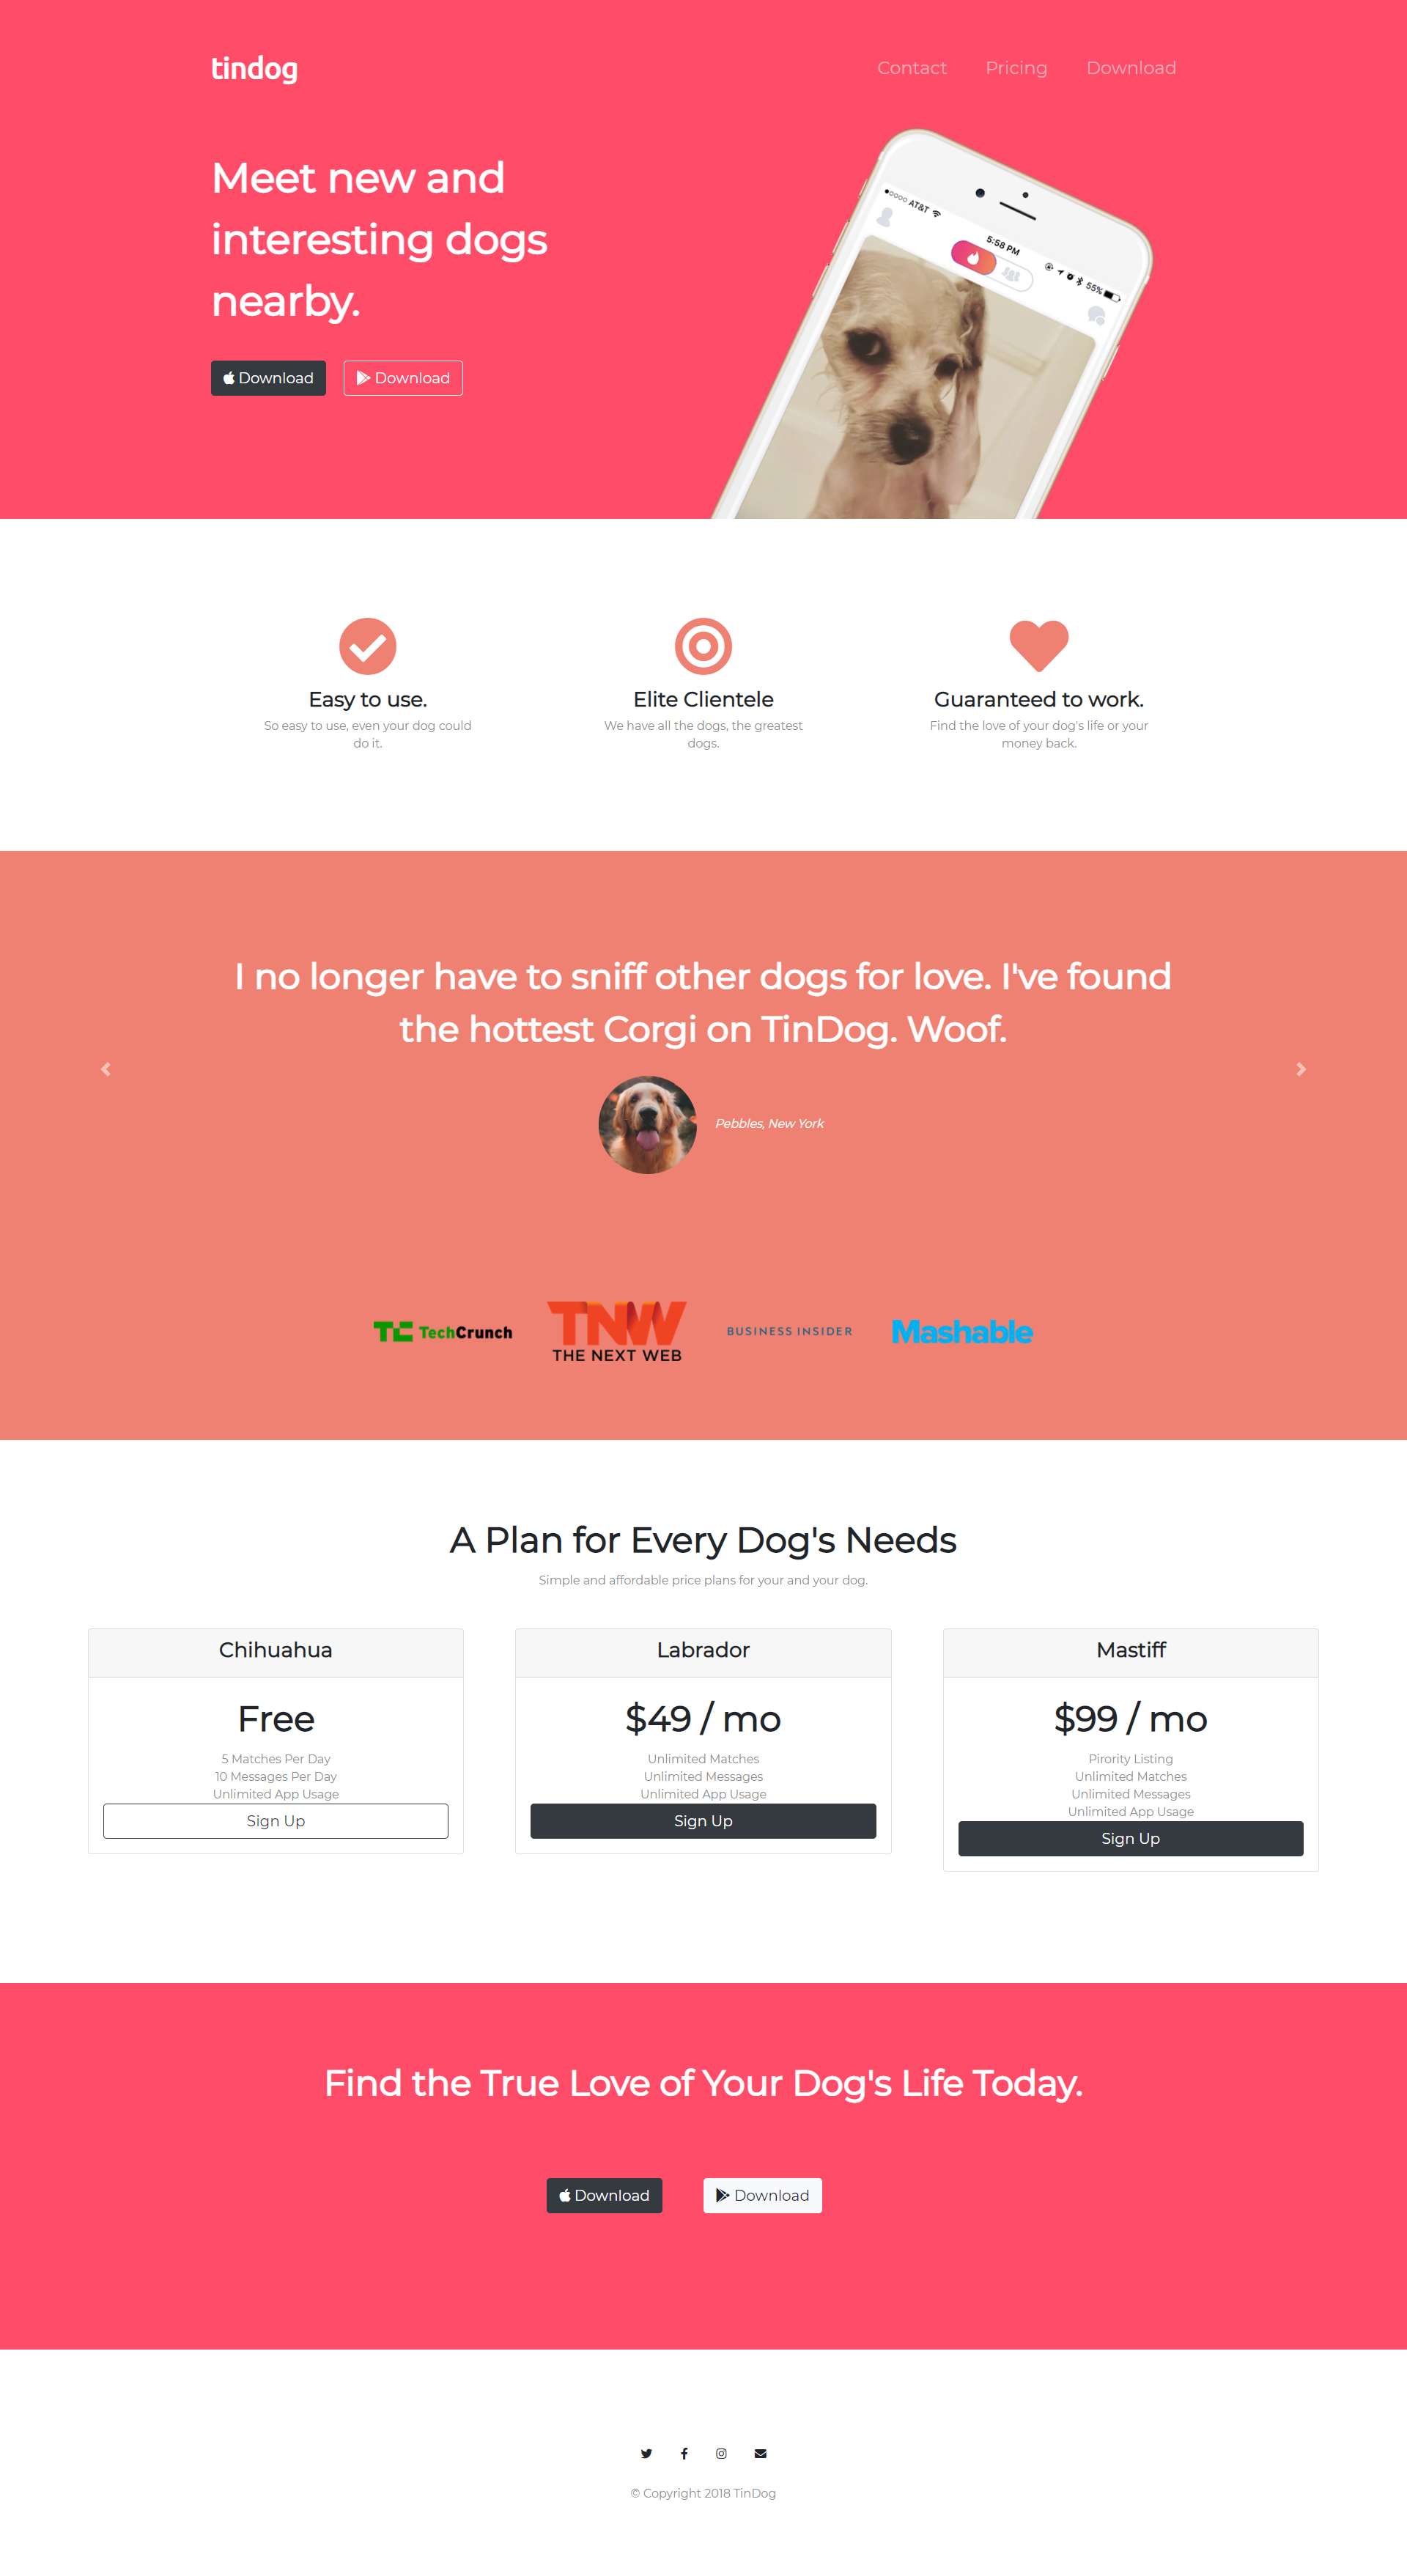 tindog
Contact Pricing Download
Meet new and
interesting dogs
nearby.
Download Download
AT&T 5:58 PM 55%
Easy to use.
So easy to use, even your dog could
do it.
Elite Clientele
We have all the dogs, the greatest
dogs.
Guaranteed to work.
Find the love of your dog's life or your
money back.
I no longer have to sniff other dogs for love. I've found
the hottest Corgi on TinDog. Woof.
Pebbles, New York
TC TechCrunch
TNW
THE NEXT WEB
BUSINESS INSIDER
Mashable
A Plan for Every Dog's Needs
Simple and affordable price plans for your and your dog.
Chihuahua
Free
5 Matches Per Day
10 Messages Per Day
Unlimited App Usage
Sign Up
Labrador
$49 / mo
Unlimited Matches
Unlimited Messages
Unlimited App Usage
Sign Up
Mastiff
$99 / mo
Pirority Listing
Unlimited Matches
Unlimited Messages
Unlimited App Usage
Sign Up
Find the True Love of Your Dog's Life Today.
Download Download
© Copyright 2018 TinDog